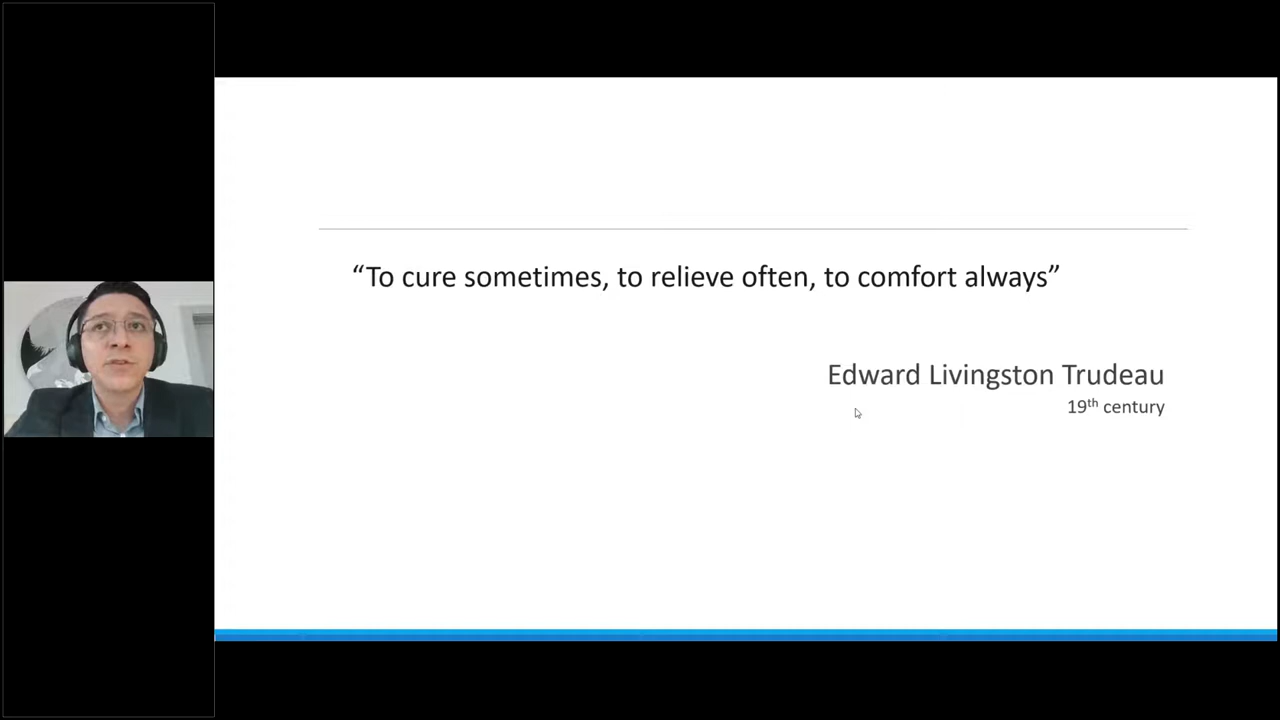 “To cure sometimes, to relieve often, to comfort always”
Edward Livingston Trudeau
19th century